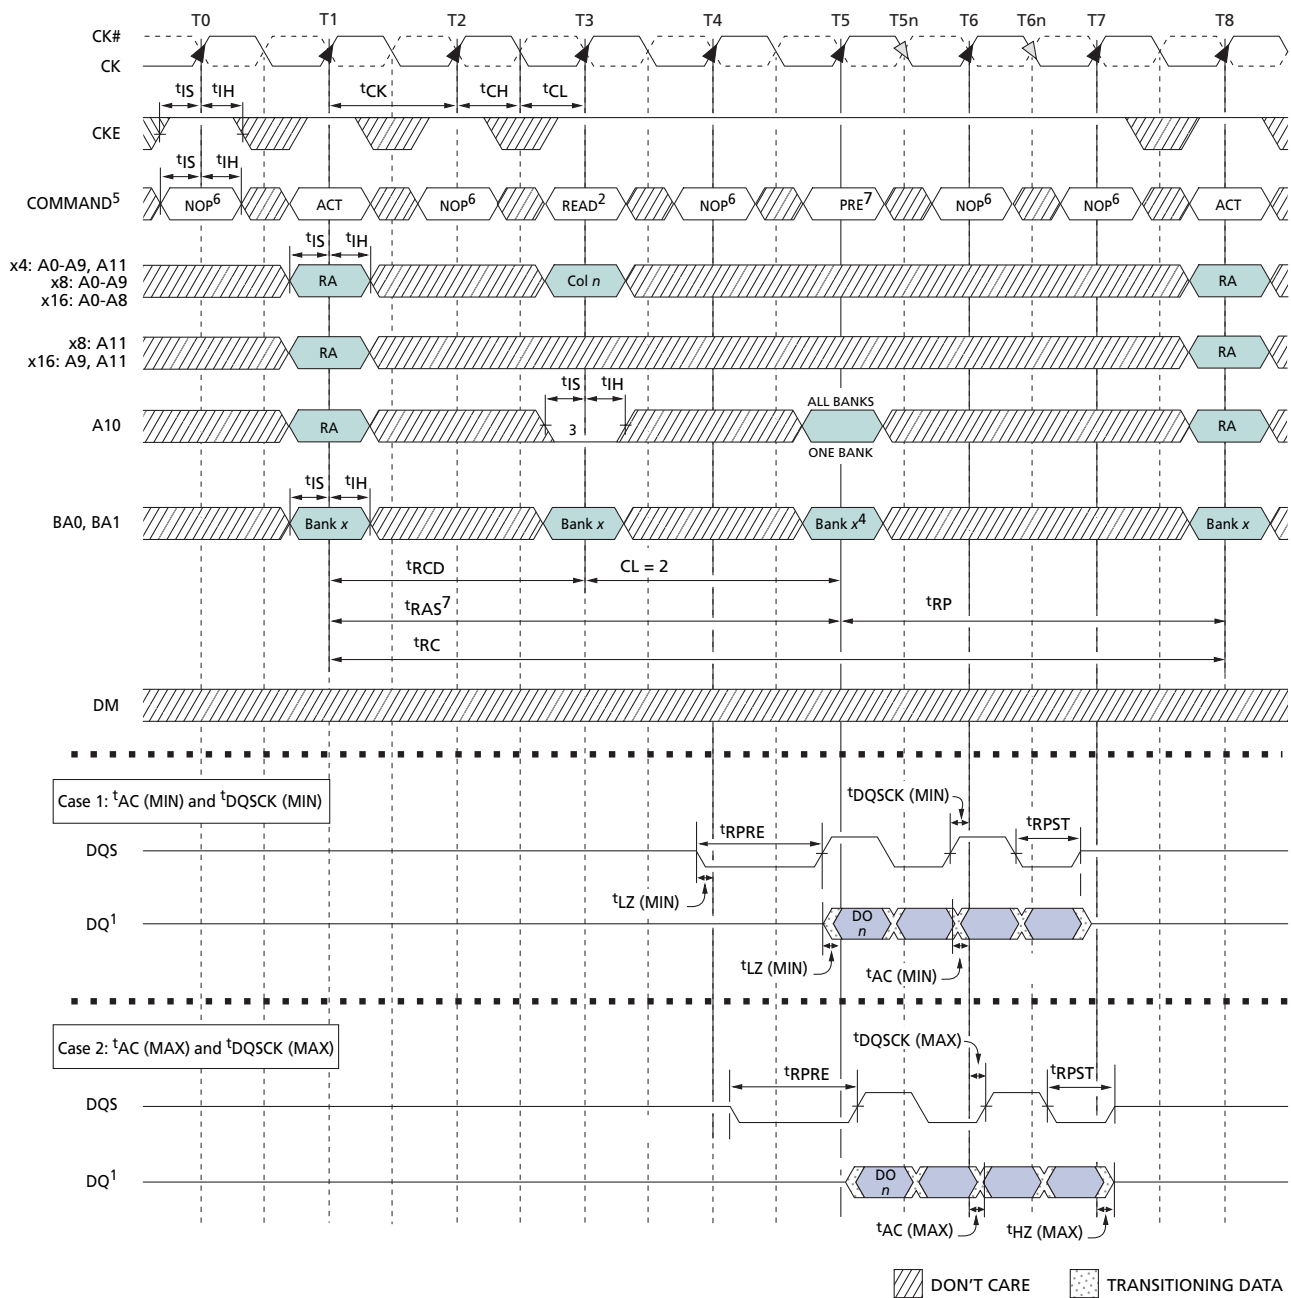 T0 T1 T2 T3 T4 T5 T5n T6 T6n T7 T8
CK#
CK
tIS tIH tCK tCH tCL
CKE
tIS tIH
COMMAND5 NOP6 ACT NOP6 READ2 NOP6 PRE7 NOP6 NOP6 ACT
tIS tIH
x4: A0-A9, A11
x8: A0-A9
x16: A0-A8
RA Col n RA
x8: A11
x16: A9, A11
RA RA
tIS tIH
ALL BANKS
A10 RA 3 RA
ONE BANK
tIS tIH
BA0, BA1 Bank x Bank x Bank x4 Bank x
tRCD CL = 2
tRAS7 tRP
tRC
DM
Case 1: tAC (MIN) and tDQSCK (MIN)
tDQSCK (MIN)
tRPRE tRPST
DQS
tLZ (MIN)
DQ1 DO
n
tLZ (MIN) tAC (MIN)
Case 2: tAC (MAX) and tDQSCK (MAX)
tDQSCK (MAX)
tRPRE tRPST
DQS
DQ1 DO
n
tAC (MAX) tHZ (MAX)
DON'T CARE TRANSITIONING DATA